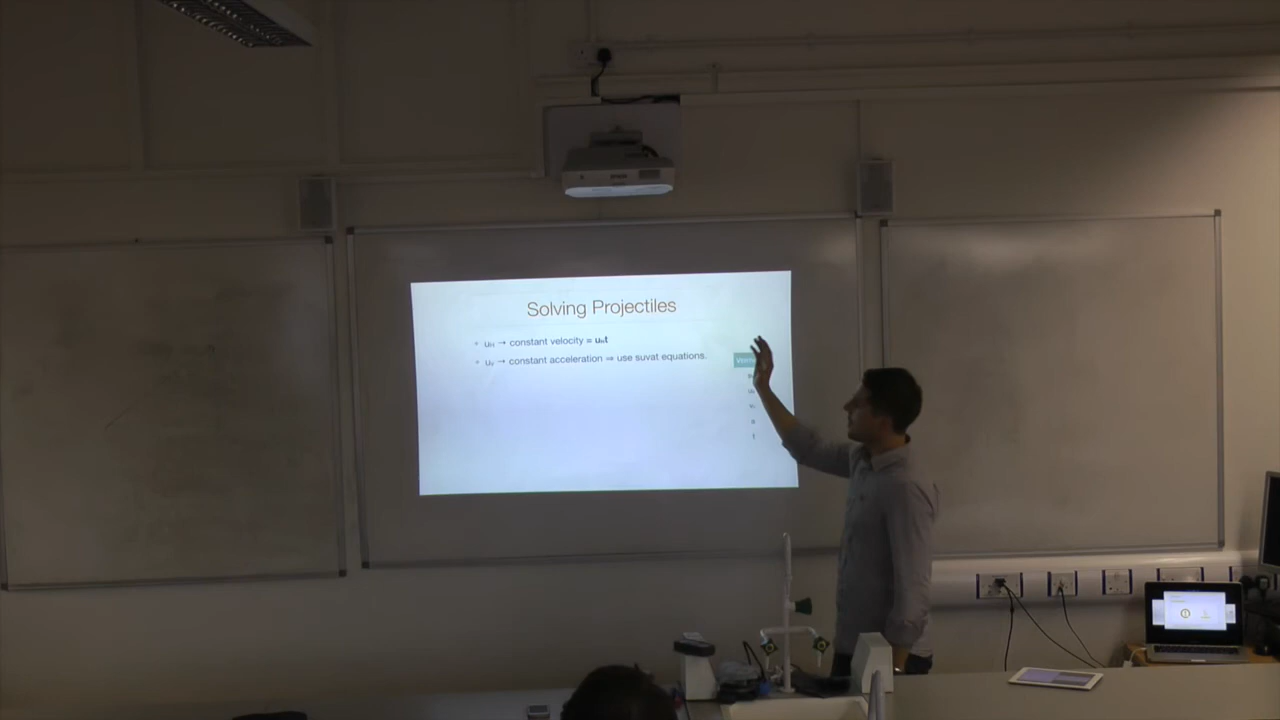 Solving Projectiles
uH → constant velocity = uHt
uv → constant acceleration ⇒ use suvat equations.
a
t